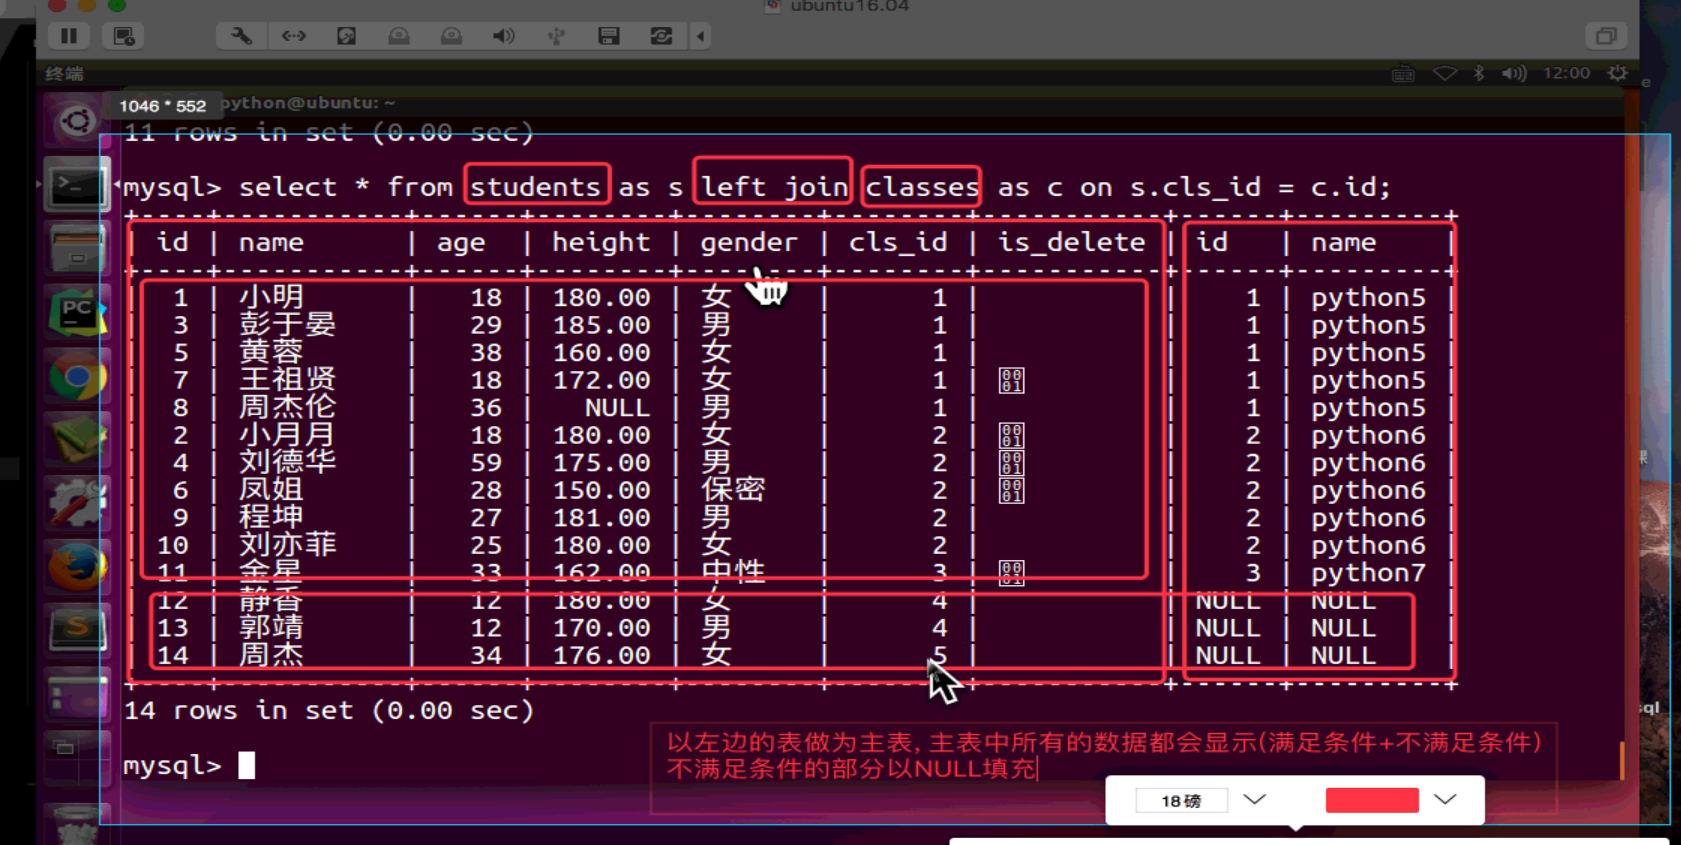 ubuntu16.04
终端
12:00
1046 * 552 python@ubuntu: ~
11 rows in set (0.00 sec)
mysql> select * from students as s left join classes as c on s.cls_id = c.id;
+----+-----------+------+--------+--------+--------+-----------+------+---------+
| id | name | age | height | gender | cls_id | is_delete | id | name |
+----+-----------+------+--------+--------+--------+-----------+------+---------+
| 1 | 小明 | 18 | 180.00 | 女 | 1 | | 1 | python5 |
| 3 | 彭于晏 | 29 | 185.00 | 男 | 1 | | 1 | python5 |
| 5 | 黄蓉 | 38 | 160.00 | 女 | 1 | | 1 | python5 |
| 7 | 王祖贤 | 18 | 172.00 | 女 | 1 | 0001 | 1 | python5 |
| 8 | 周杰伦 | 36 | NULL | 男 | 1 | | 1 | python5 |
| 2 | 小月月 | 18 | 180.00 | 女 | 2 | 0001 | 2 | python6 |
| 4 | 刘德华 | 59 | 175.00 | 男 | 2 | 0001 | 2 | python6 |
| 6 | 凤姐 | 28 | 150.00 | 保密 | 2 | 0001 | 2 | python6 |
| 9 | 程坤 | 27 | 181.00 | 男 | 2 | | 2 | python6 |
| 10 | 刘亦菲 | 25 | 180.00 | 女 | 2 | | 2 | python6 |
| 11 | 金星 | 33 | 162.00 | 中性 | 3 | 0001 | 3 | python7 |
| 12 | 静香 | 12 | 180.00 | 女 | 4 | | NULL | NULL |
| 13 | 郭靖 | 12 | 170.00 | 男 | 4 | | NULL | NULL |
| 14 | 周杰 | 34 | 176.00 | 女 | 5 | | NULL | NULL |
+----+-----------+------+--------+--------+--------+-----------+------+---------+
14 rows in set (0.00 sec)
以左边的表做为主表,主表中所有的数据都会显示(满足条件+不满足条件)
不满足条件的部分以NULL填充
mysql>
18磅
PC
S
e
ql